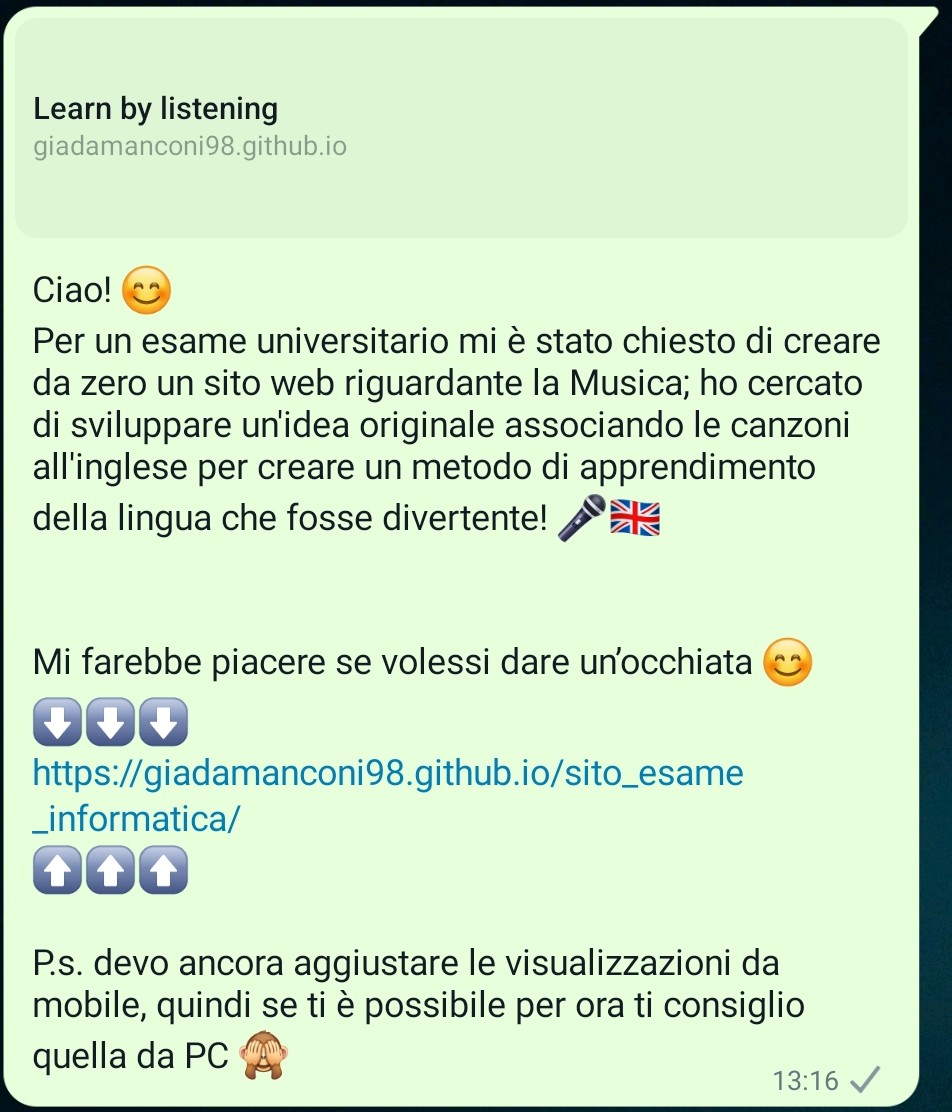 Learn by listening
giadamanconi98.github.io
Ciao! 😊
Per un esame universitario mi è stato chiesto di creare
da zero un sito web riguardante la Musica; ho cercato
di sviluppare un'idea originale associando le canzoni
all'inglese per creare un metodo di apprendimento
della lingua che fosse divertente! 🎤🇬🇧
Mi farebbe piacere se volessi dare un’occhiata 😊
⬇️⬇️⬇️
https://giadamanconi98.github.io/sito_esame
_informatica/
⬆️⬆️⬆️
P.s. devo ancora aggiustare le visualizzazioni da
mobile, quindi se ti è possibile per ora ti consiglio
quella da PC 🙈
13:16